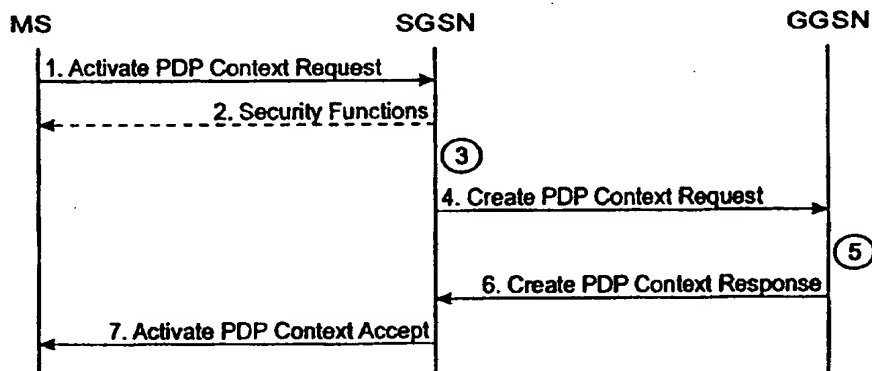 MS SGSN GGSN
1. Activate PDP Context Request
2. Security Functions
3
4. Create PDP Context Request
5
6. Create PDP Context Response
7. Activate PDP Context Accept